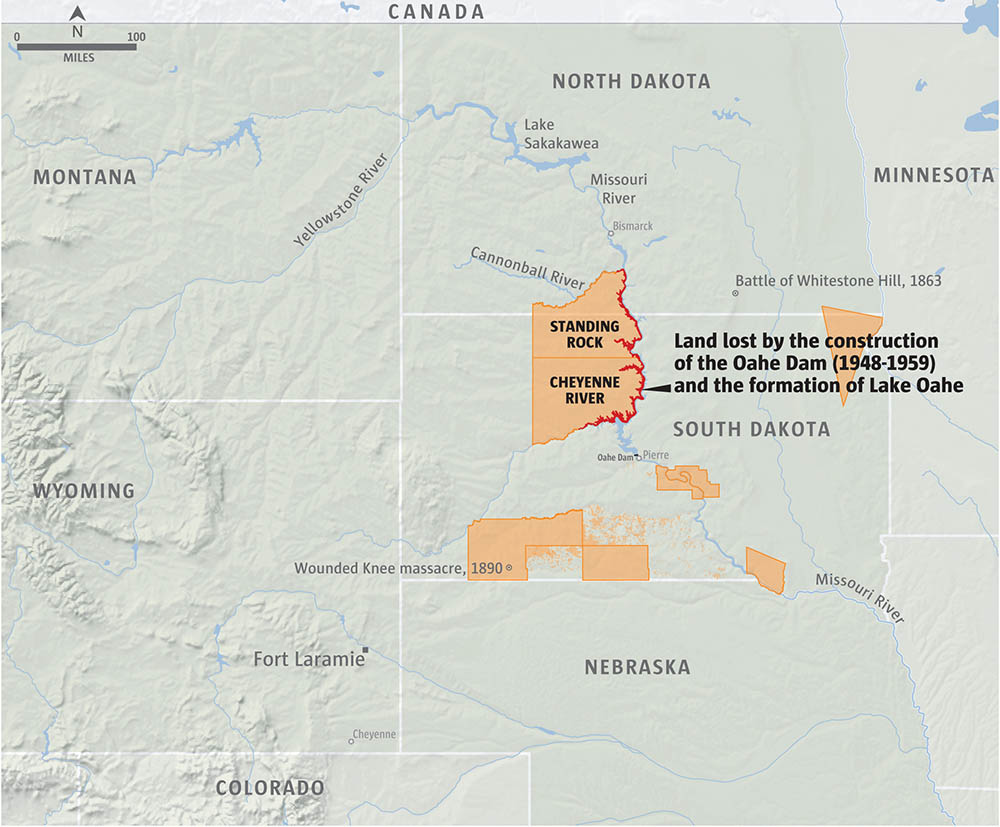 CANADA
N
0 100
MILES
NORTH DAKOTA
Lake
Sakakawea
MONTANA
MINNESOTA
Missouri
River
Yellowstone River
Bismarck
Cannonball River
Battle of Whitestone Hill, 1863
STANDING
ROCK
CHEYENNE
RIVER
Land lost by the construction
of the Oahe Dam (1948-1959)
and the formation of Lake Oahe
SOUTH DAKOTA
Oahe Dam
Pierre
WYOMING
Wounded Knee massacre, 1890
Missouri River
Fort Laramie
NEBRASKA
Cheyenne
COLORADO